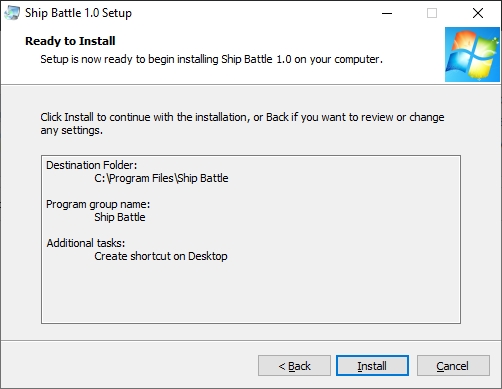 Ship Battle 1.0 Setup
Ready to Install
Setup is now ready to begin installing Ship Battle 1.0 on your computer.
Click Install to continue with the installation, or Back if you want to review or change
any settings.
Destination Folder:
C:\Program Files\Ship Battle
Program group name:
Ship Battle
Additional tasks:
Create shortcut on Desktop
< Back
Install
Cancel